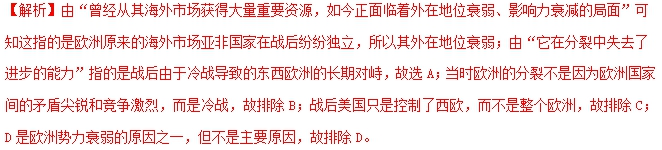 【解析】由“曾经从其海外市场获得大量重要资源，如今正面临着外在地位衰弱、影响力衰减的局面”可
知这指的是欧洲原来的海外市场亚非国家在战后纷纷独立，所以其外在地位衰弱；由“它在分裂中失去了
进步的能力”指的是战后由于冷战导致的东西欧洲的长期对峙，故选 A；当时欧洲的分裂不是因为欧洲国家
间的矛盾尖锐和竞争激烈，而是冷战，故排除 B；战后美国只是控制了西欧，而不是整个欧洲，故排除 C；
D 是欧洲势力衰弱的原因之一，但不是主要原因，故排除 D。